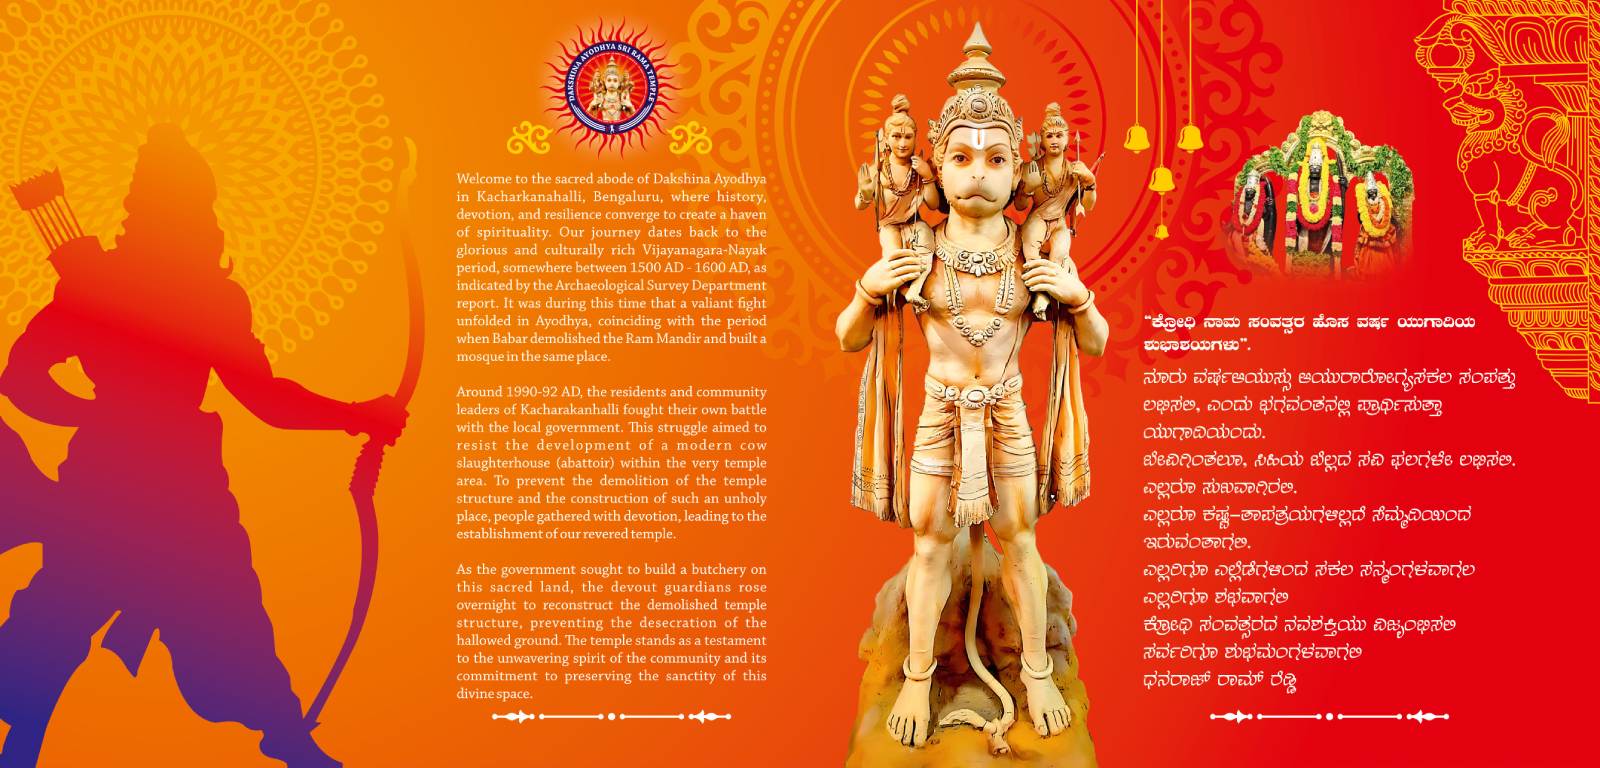 DAKSHINA AYODHYA SRI RAMA TEMPLE
Welcome to the sacred abode of Dakshina Ayodhya
in Kacharkanahalli, Bengaluru, where history,
devotion, and resilience converge to create a haven
of spirituality. Our journey dates back to the
glorious and culturally rich Vijayanagara-Nayak
period, somewhere between 1500 AD - 1600 AD, as
indicated by the Archaeological Survey Department
report. It was during this time that a valiant fight
unfolded in Ayodhya, coinciding with the period
when Babar demolished the Ram Mandir and built a
mosque in the same place.
Around 1990-92 AD, the residents and community
leaders of Kacharakanhalli fought their own battle
with the local government. This struggle aimed to
resist the development of a modern cow
slaughterhouse (abattoir) within the very temple
area. To prevent the demolition of the temple
structure and the construction of such an unholy
place, people gathered with devotion, leading to the
establishment of our revered temple.
As the government sought to build a butchery on
this sacred land, the devout guardians rose
overnight to reconstruct the demolished temple
structure, preventing the desecration of the
hallowed ground. The temple stands as a testament
to the unwavering spirit of the community and its
commitment to preserving the sanctity of this
divine space.
“ಕ್ರೋಧಿ ನಾಮ ಸಂವತ್ಸರ ಹೊಸ ವರ್ಷ ಯುಗಾದಿಯ
ಶುಭಾಶಯಗಳು”.
ನೂರು ವರ್ಷಆಯುಸ್ಸು ಆಯುರಾರೋಗ್ಯಸಕಲ ಸಂಪತ್ತು
ಲಭಿಸಲಿ, ಎಂದು ಭಗವಂತನಲ್ಲಿ ಪ್ರಾರ್ಥಿಸುತ್ತಾ
ಯುಗಾದಿಯಂದು.
ಬೇವಿಗಿಂತಲೂ, ಸಿಹಿಯ ಬೆಲ್ಲದ ಸವಿ ಫಲಗಳೇ ಲಭಿಸಲಿ.
ಎಲ್ಲರೂ ಸುಖವಾಗಿರಲಿ.
ಎಲ್ಲರೂ ಕಷ್ಟ–ತಾಪತ್ರಯಗಳಿಲ್ಲದೆ ನೆಮ್ಮದಿಯಿಂದ
ಇರುವಂತಾಗಲಿ.
ಎಲ್ಲರಿಗೂ ಎಲ್ಲೆಡೆಗಳಿಂದ ಸಕಲ ಸನ್ಮಂಗಳವಾಗಲಿ
ಎಲ್ಲರಿಗೂ ಶುಭವಾಗಲಿ
ಕ್ರೋಧಿ ಸಂವತ್ಸರದ ನವಶಕ್ತಿಯು ವಿಜೃಂಭಿಸಲಿ
ಸರ್ವರಿಗೂ ಶುಭಮಂಗಳವಾಗಲಿ
ಧನರಾಜ್ ರಾಮ್ ರೆಡ್ಡಿ